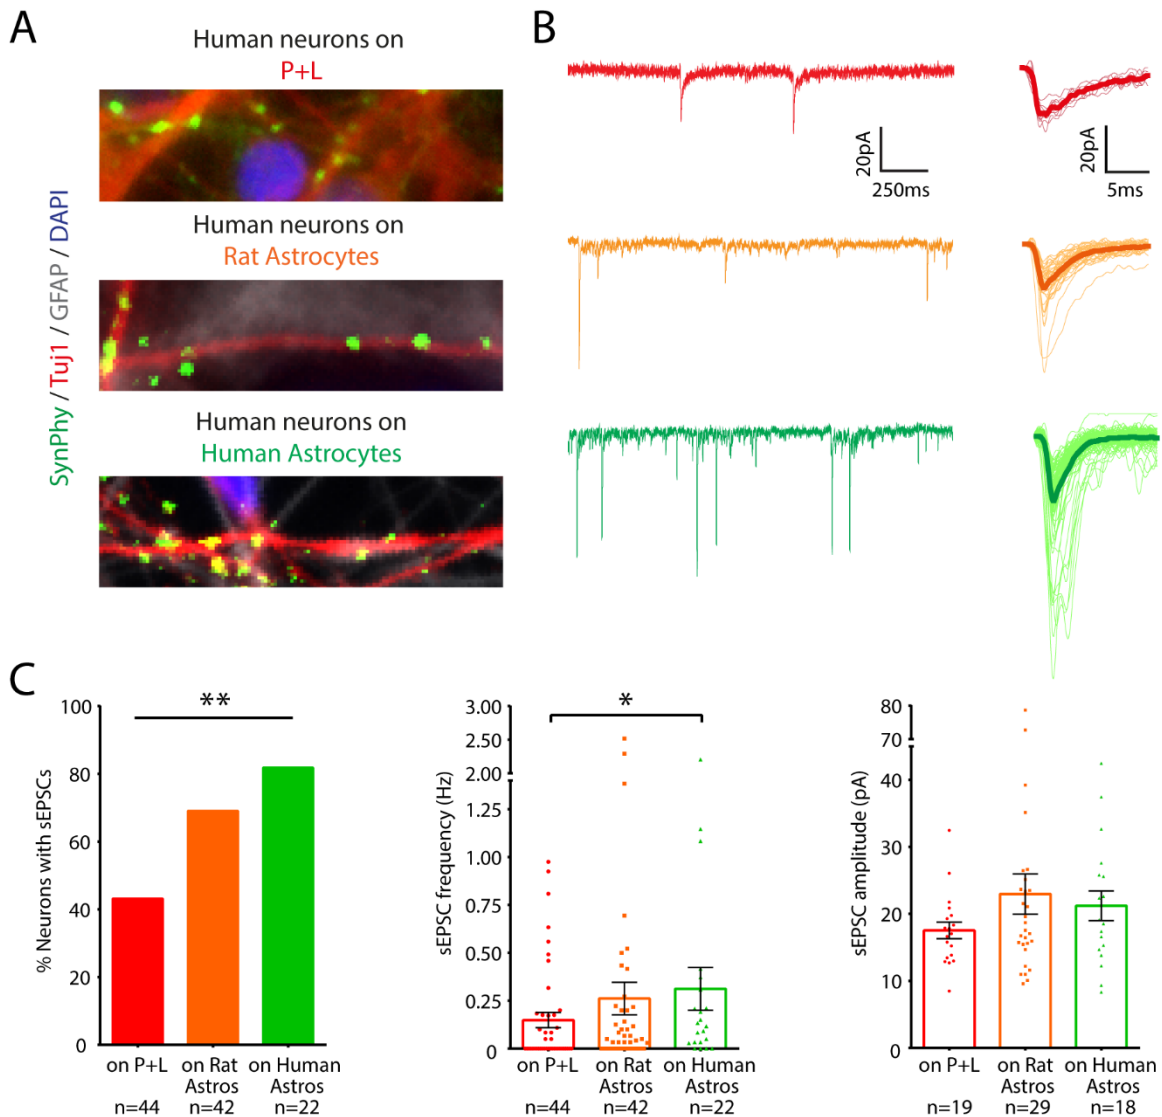 A
Human neurons on
P+L
Human neurons on
Rat Astrocytes
Human neurons on
Human Astrocytes
SynPhy / Tuj1 / GFAP / DAPI
B
20pA
250ms
20pA
5ms
C
% Neurons with sEPSCs
100
80
60
40
20
0
**
on P+L
on Rat
Astros
on Human
Astros
n=44
n=42
n=22
sEPSC frequency (Hz)
3.00
2.50
2.00
1.25
1.00
0.75
0.50
0.25
0
*
on P+L
on Rat
Astros
on Human
Astros
n=44
n=42
n=22
sEPSC amplitude (pA)
80
70
40
30
20
10
0
on P+L
on Rat
Astros
on Human
Astros
n=19
n=29
n=18